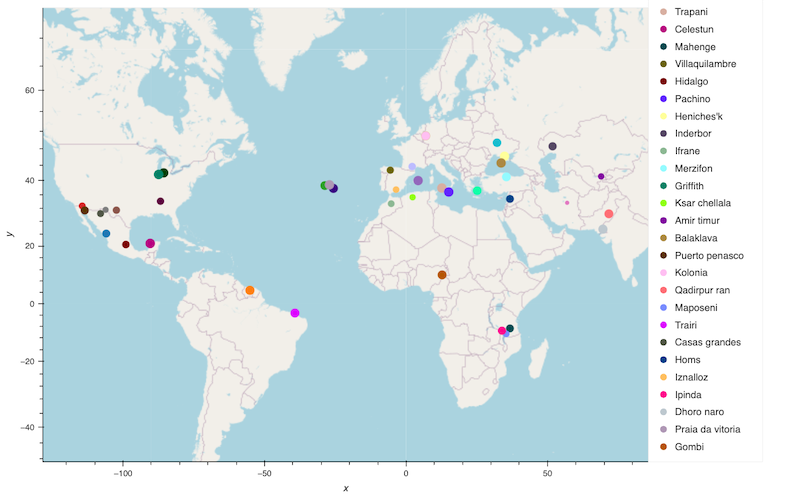 60
40
20
0
−20
−40
y
−100
−50
0
50
x
Trapani
Celestun
Mahenge
Villaquilambre
Hidalgo
Pachino
Heniches'k
Inderbor
Ifrane
Merzifon
Griffith
Ksar chellala
Amir timur
Balaklava
Puerto penasco
Kolonia
Qadirpur ran
Maposeni
Trairi
Casas grandes
Homs
Iznalloz
Ipinda
Dhoro naro
Praia da vitoria
Gombi